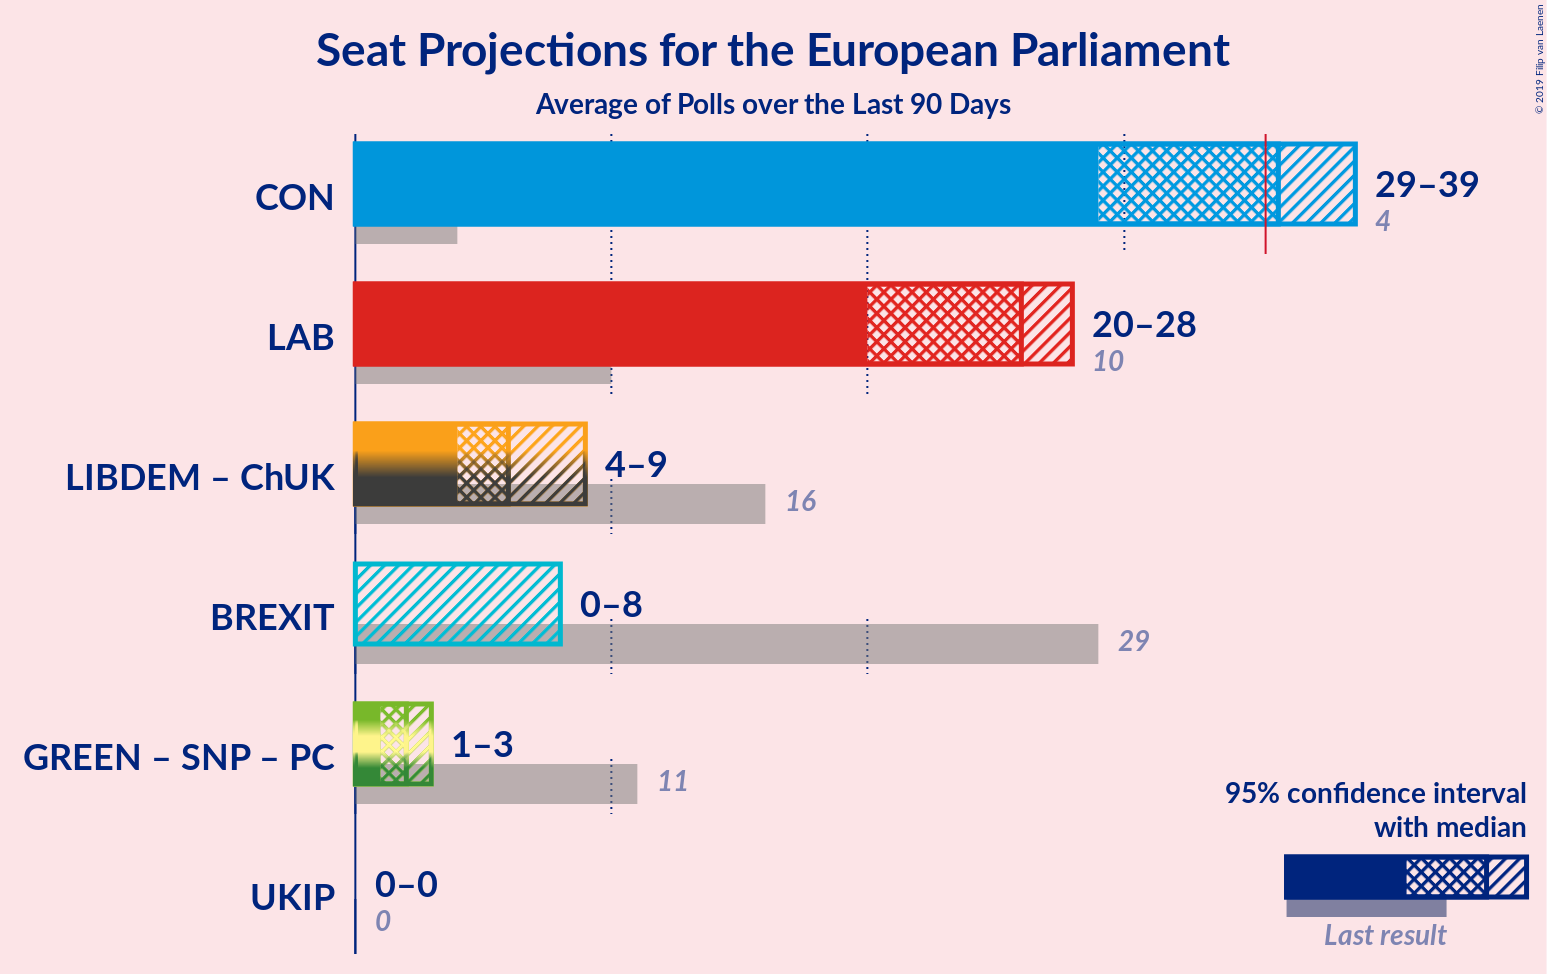 Seat Projections for the European Parliament
Average of Polls over the Last 90 Days
© 2019 Filip van Laenen
CON
29–39
4
LAB
20–28
10
LIBDEM – ChUK
4–9
16
BREXIT
0–8
29
GREEN – SNP – PC
1–3
11
UKIP
0–0
0
95% confidence interval
with median
Last result